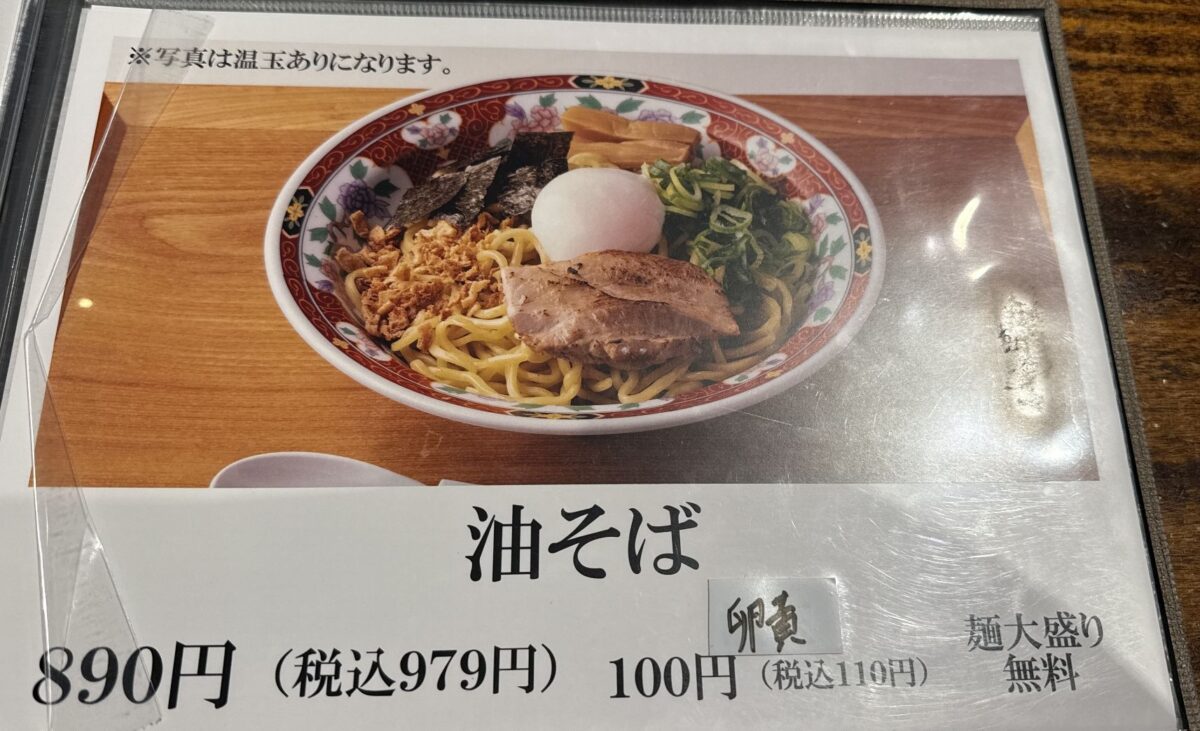 ※写真は温玉ありになります。
油そば
卵黄
890円 (税込979円) 100円 (税込110円)
麺大盛り
無料